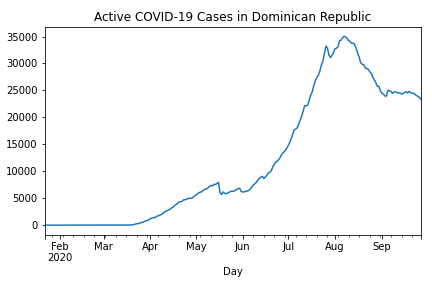 Active COVID-19 Cases in Dominican Republic
35000
30000
25000
20000
15000
10000
5000
0
Feb
2020
Mar
Apr
May
Jun
Jul
Aug
Sep
Day